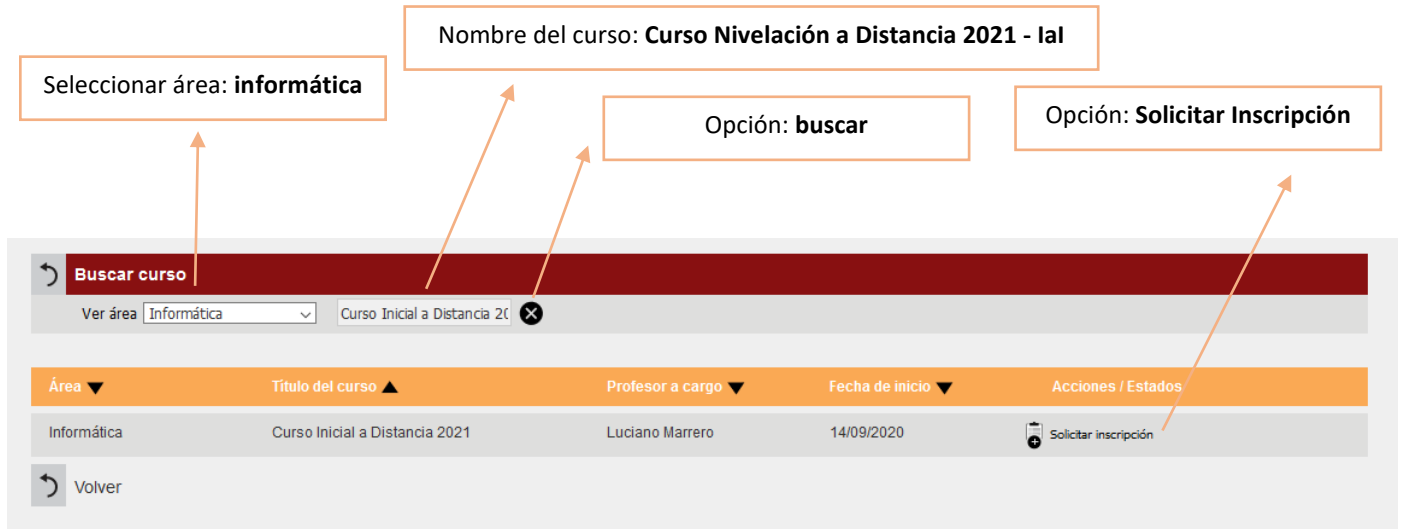 Nombre del curso: Curso Nivelación a Distancia 2021 - IaI
Seleccionar área: informática
Opción: buscar
Opción: Solicitar Inscripción
Buscar curso
Ver área Informática Curso Inicial a Distancia 20
Área Título del curso Profesor a cargo Fecha de inicio Acciones / Estados
Informática Curso Inicial a Distancia 2021 Luciano Marrero 14/09/2020 Solicitar inscripción
Volver